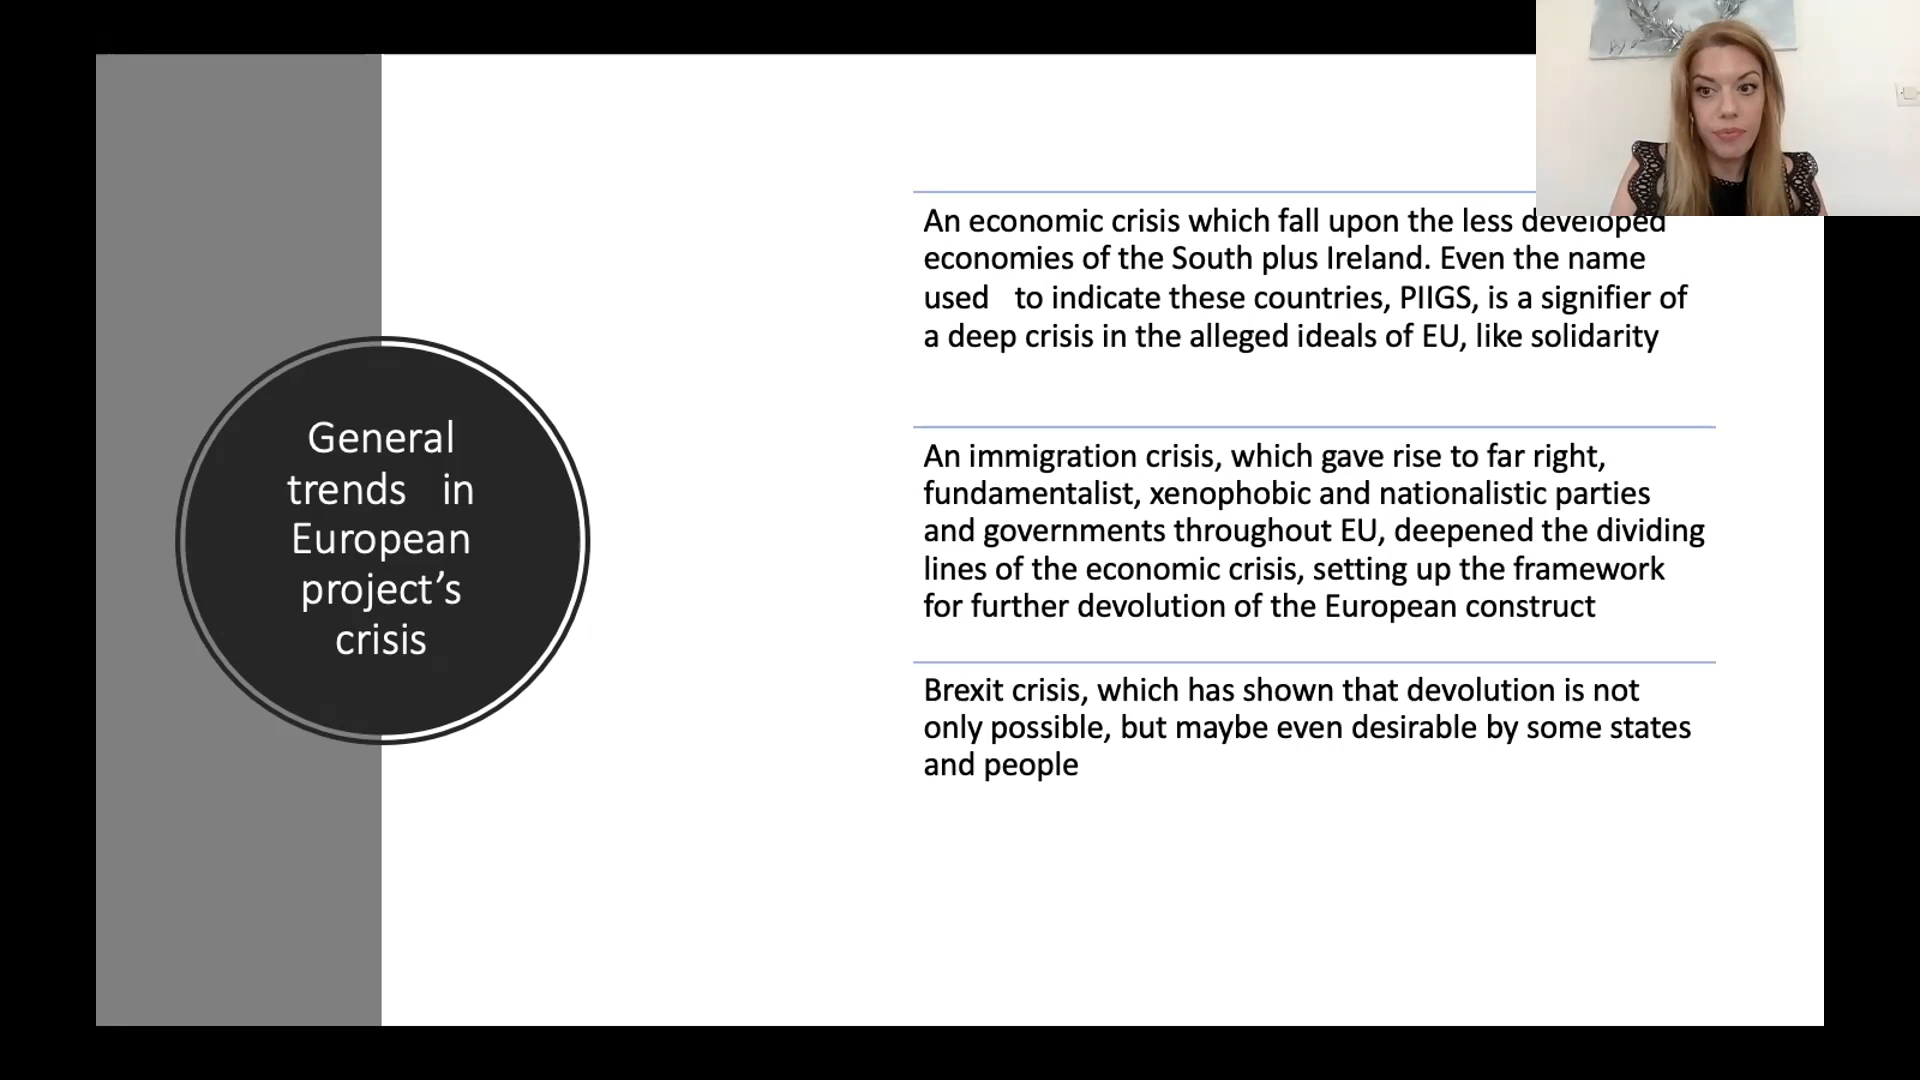 General
trends in
European
project’s
crisis
An economic crisis which fall upon the less developed
economies of the South plus Ireland. Even the name
used to indicate these countries, PIIGS, is a signifier of
a deep crisis in the alleged ideals of EU, like solidarity
An immigration crisis, which gave rise to far right,
fundamentalist, xenophobic and nationalistic parties
and governments throughout EU, deepened the dividing
lines of the economic crisis, setting up the framework
for further devolution of the European construct
Brexit crisis, which has shown that devolution is not
only possible, but maybe even desirable by some states
and people